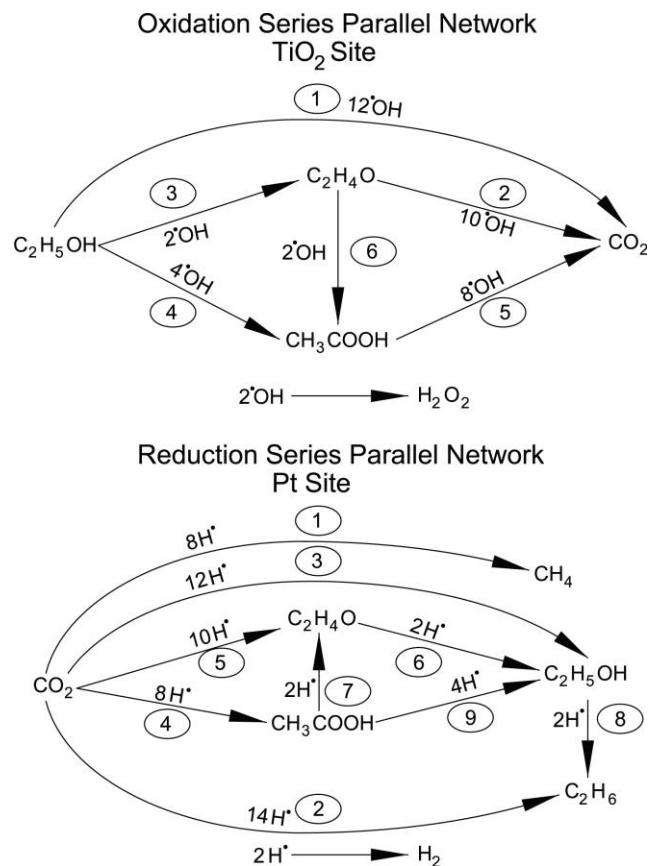 Oxidation Series Parallel Network
TiO₂ Site
1
12•OH
3
C₂H₄O
2
2•OH
10•OH
C₂H₅OH
2•OH
6
CO₂
4•OH
8•OH
4
CH₃COOH
5
2•OH
H₂O₂
Reduction Series Parallel Network
Pt Site
1
8H•
3
12H•
CH₄
C₂H₄O
10H•
2H•
5
6
CO₂
C₂H₅OH
8H•
2H•
7
4H•
4
CH₃COOH
9
2H•
8
2
14H•
C₂H₆
2H•
H₂